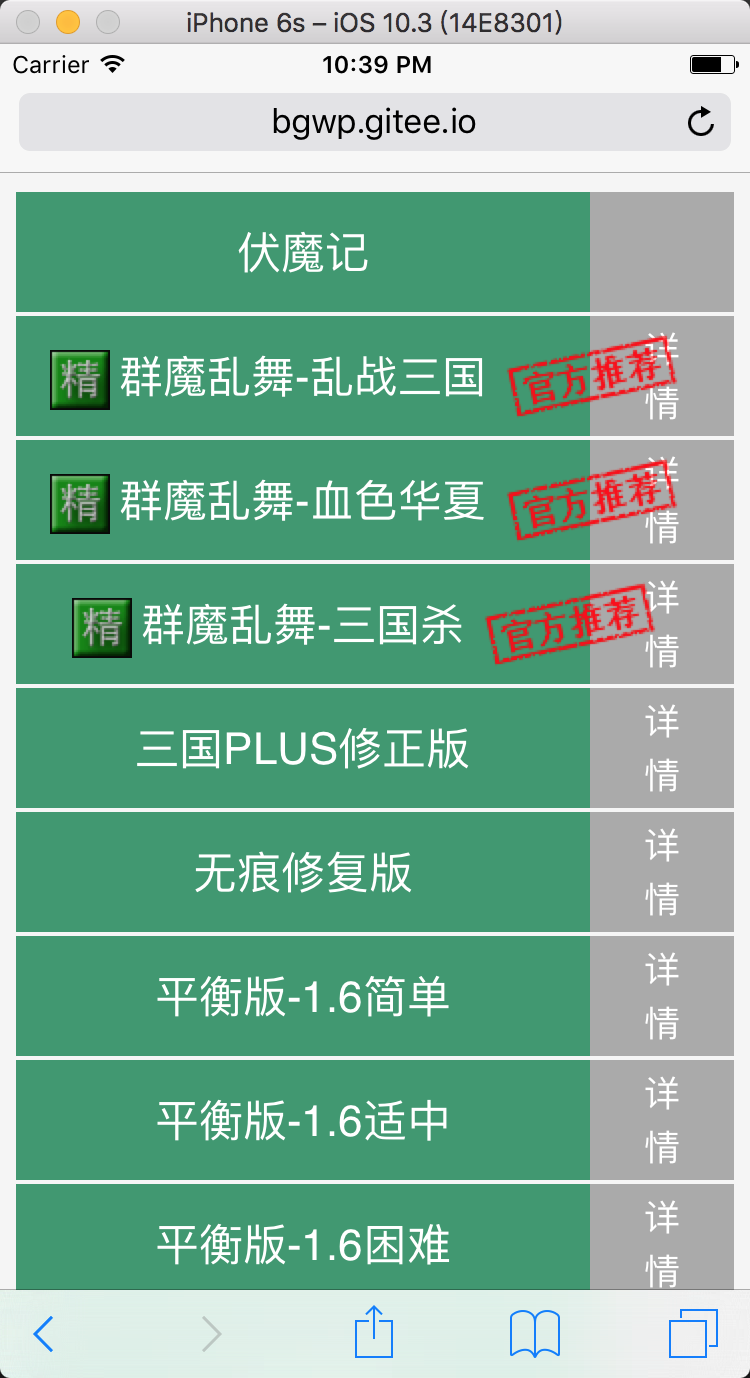 iPhone 6s – iOS 10.3 (14E8301)
Carrier 10:39 PM
bgwp.gitee.io
伏魔记
精 群魔乱舞-乱战三国 官方推荐 详情
精 群魔乱舞-血色华夏 官方推荐 详情
精 群魔乱舞-三国杀 官方推荐 详情
三国PLUS修正版 详情
无痕修复版 详情
平衡版-1.6简单 详情
平衡版-1.6适中 详情
平衡版-1.6困难 详情